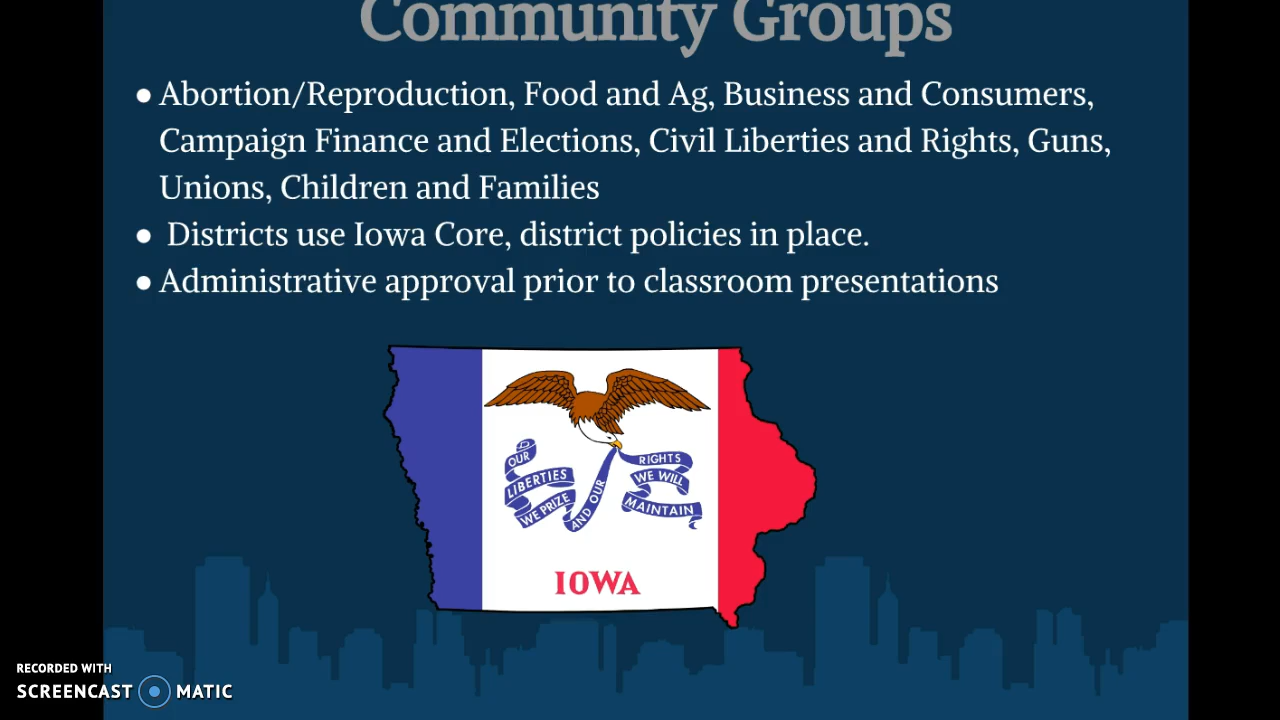 Community Groups
● Abortion/Reproduction, Food and Ag, Business and Consumers,
Campaign Finance and Elections, Civil Liberties and Rights, Guns,
Unions, Children and Families
● Districts use Iowa Core, district policies in place.
● Administrative approval prior to classroom presentations
OUR
LIBERTIES
WE PRIZE
AND OUR
RIGHTS
WE WILL
MAINTAIN
IOWA
RECORDED WITH
SCREENCAST MATIC